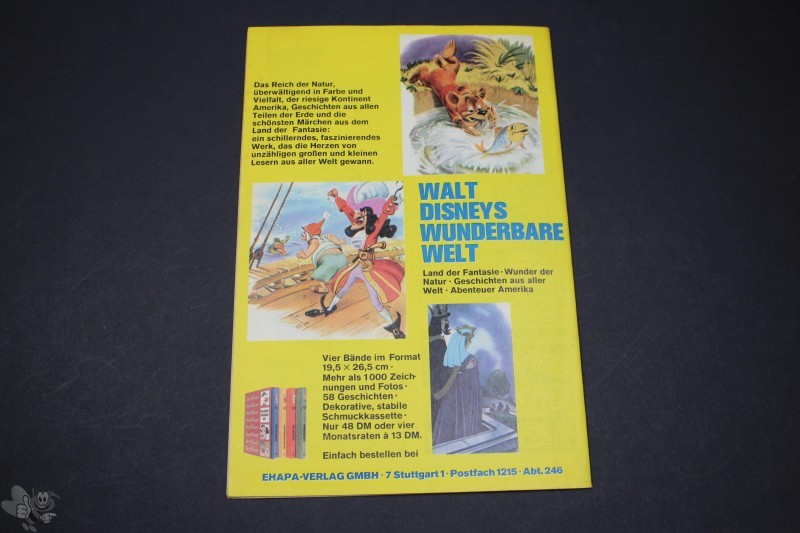 Das Reich der Natur,
überwältigend in Farbe und
Vielfalt, der riesige Kontinent
Amerika, Geschichten aus allen
Teilen der Erde und die
schönsten Märchen aus dem
Land der Fantasie:
ein schillerndes, faszinierendes
Werk, das die Herzen von
unzähligen großen und kleinen
Lesern aus aller Welt gewann.
WALT
DISNEYS
WUNDERBARE
WELT
Land der Fantasie · Wunder der
Natur · Geschichten aus aller
Welt · Abenteuer Amerika
Vier Bände im Format
19,5 × 26,5 cm ·
Mehr als 1000 Zeich-
nungen und Fotos ·
58 Geschichten ·
Dekorative, stabile
Schmuckkassette ·
Nur 48 DM oder vier
Monatsraten à 13 DM.
Einfach bestellen bei
EHAPA-VERLAG GMBH · 7 Stuttgart 1 · Postfach 1215 · Abt. 246